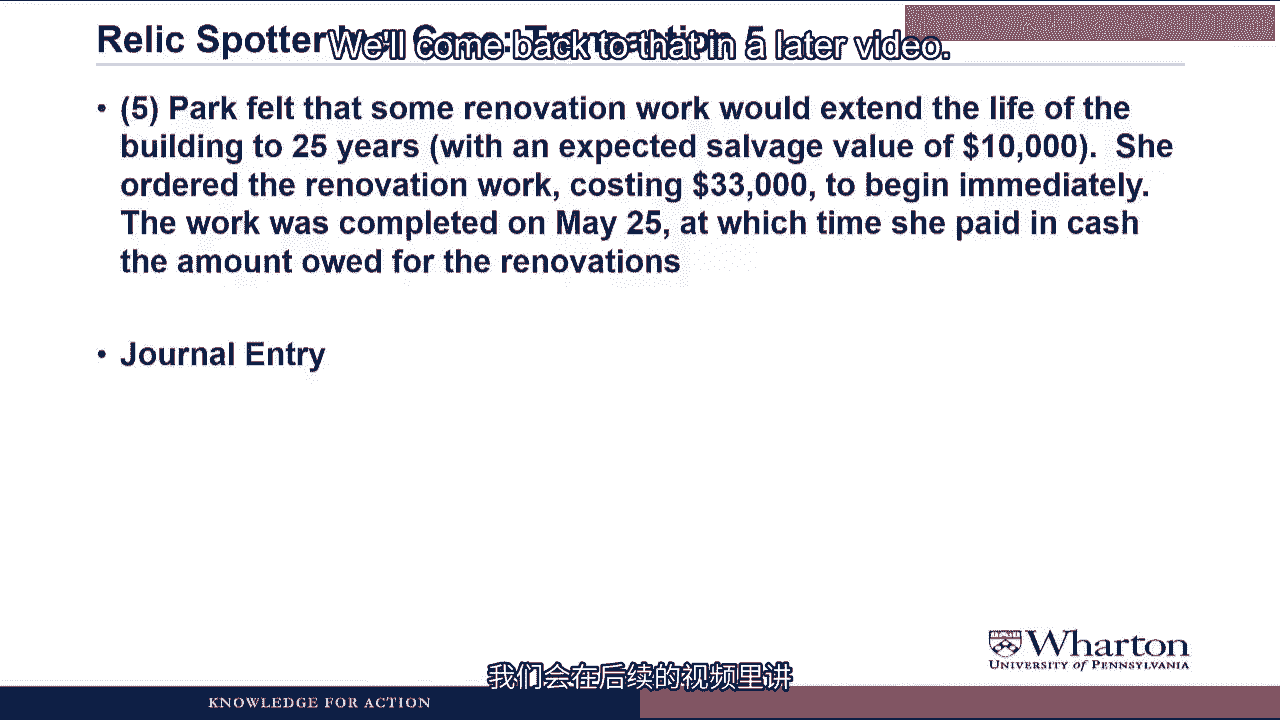 Relic Spotter Inc. Case: Transaction 5
We'll come back to that in a later video.
• (5) Park felt that some renovation work would extend the life of the
building to 25 years (with an expected salvage value of $10,000). She
ordered the renovation work, costing $33,000, to begin immediately.
The work was completed on May 25, at which time she paid in cash
the amount owed for the renovations
• Journal Entry
Wharton
UNIVERSITY of PENNSYLVANIA
我们会在后续的视频里讲
KNOWLEDGE FOR ACTION